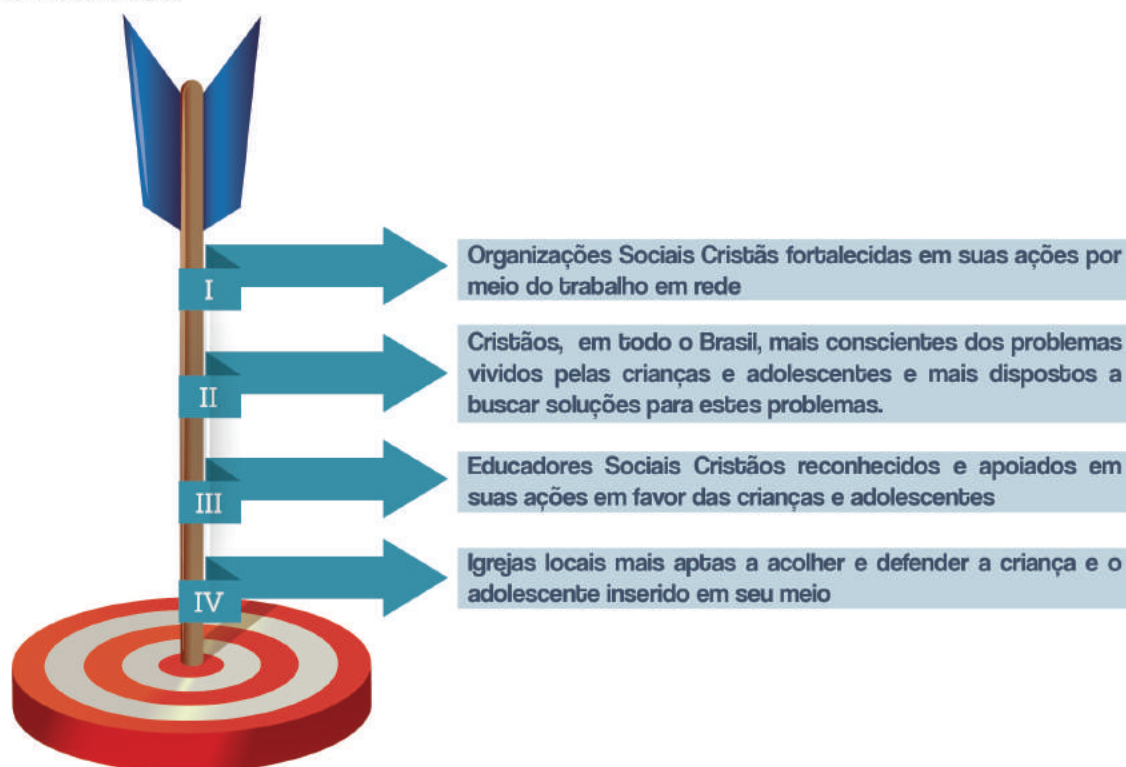 I
Organizações Sociais Cristãs fortalecidas em suas ações por
meio do trabalho em rede
II
Cristãos, em todo o Brasil, mais conscientes dos problemas
vividos pelas crianças e adolescentes e mais dispostos a
buscar soluções para estes problemas.
III
Educadores Sociais Cristãos reconhecidos e apoiados em
suas ações em favor das crianças e adolescentes
IV
Igrejas locais mais aptas a acolher e defender a criança e o
adolescente inserido em seu meio